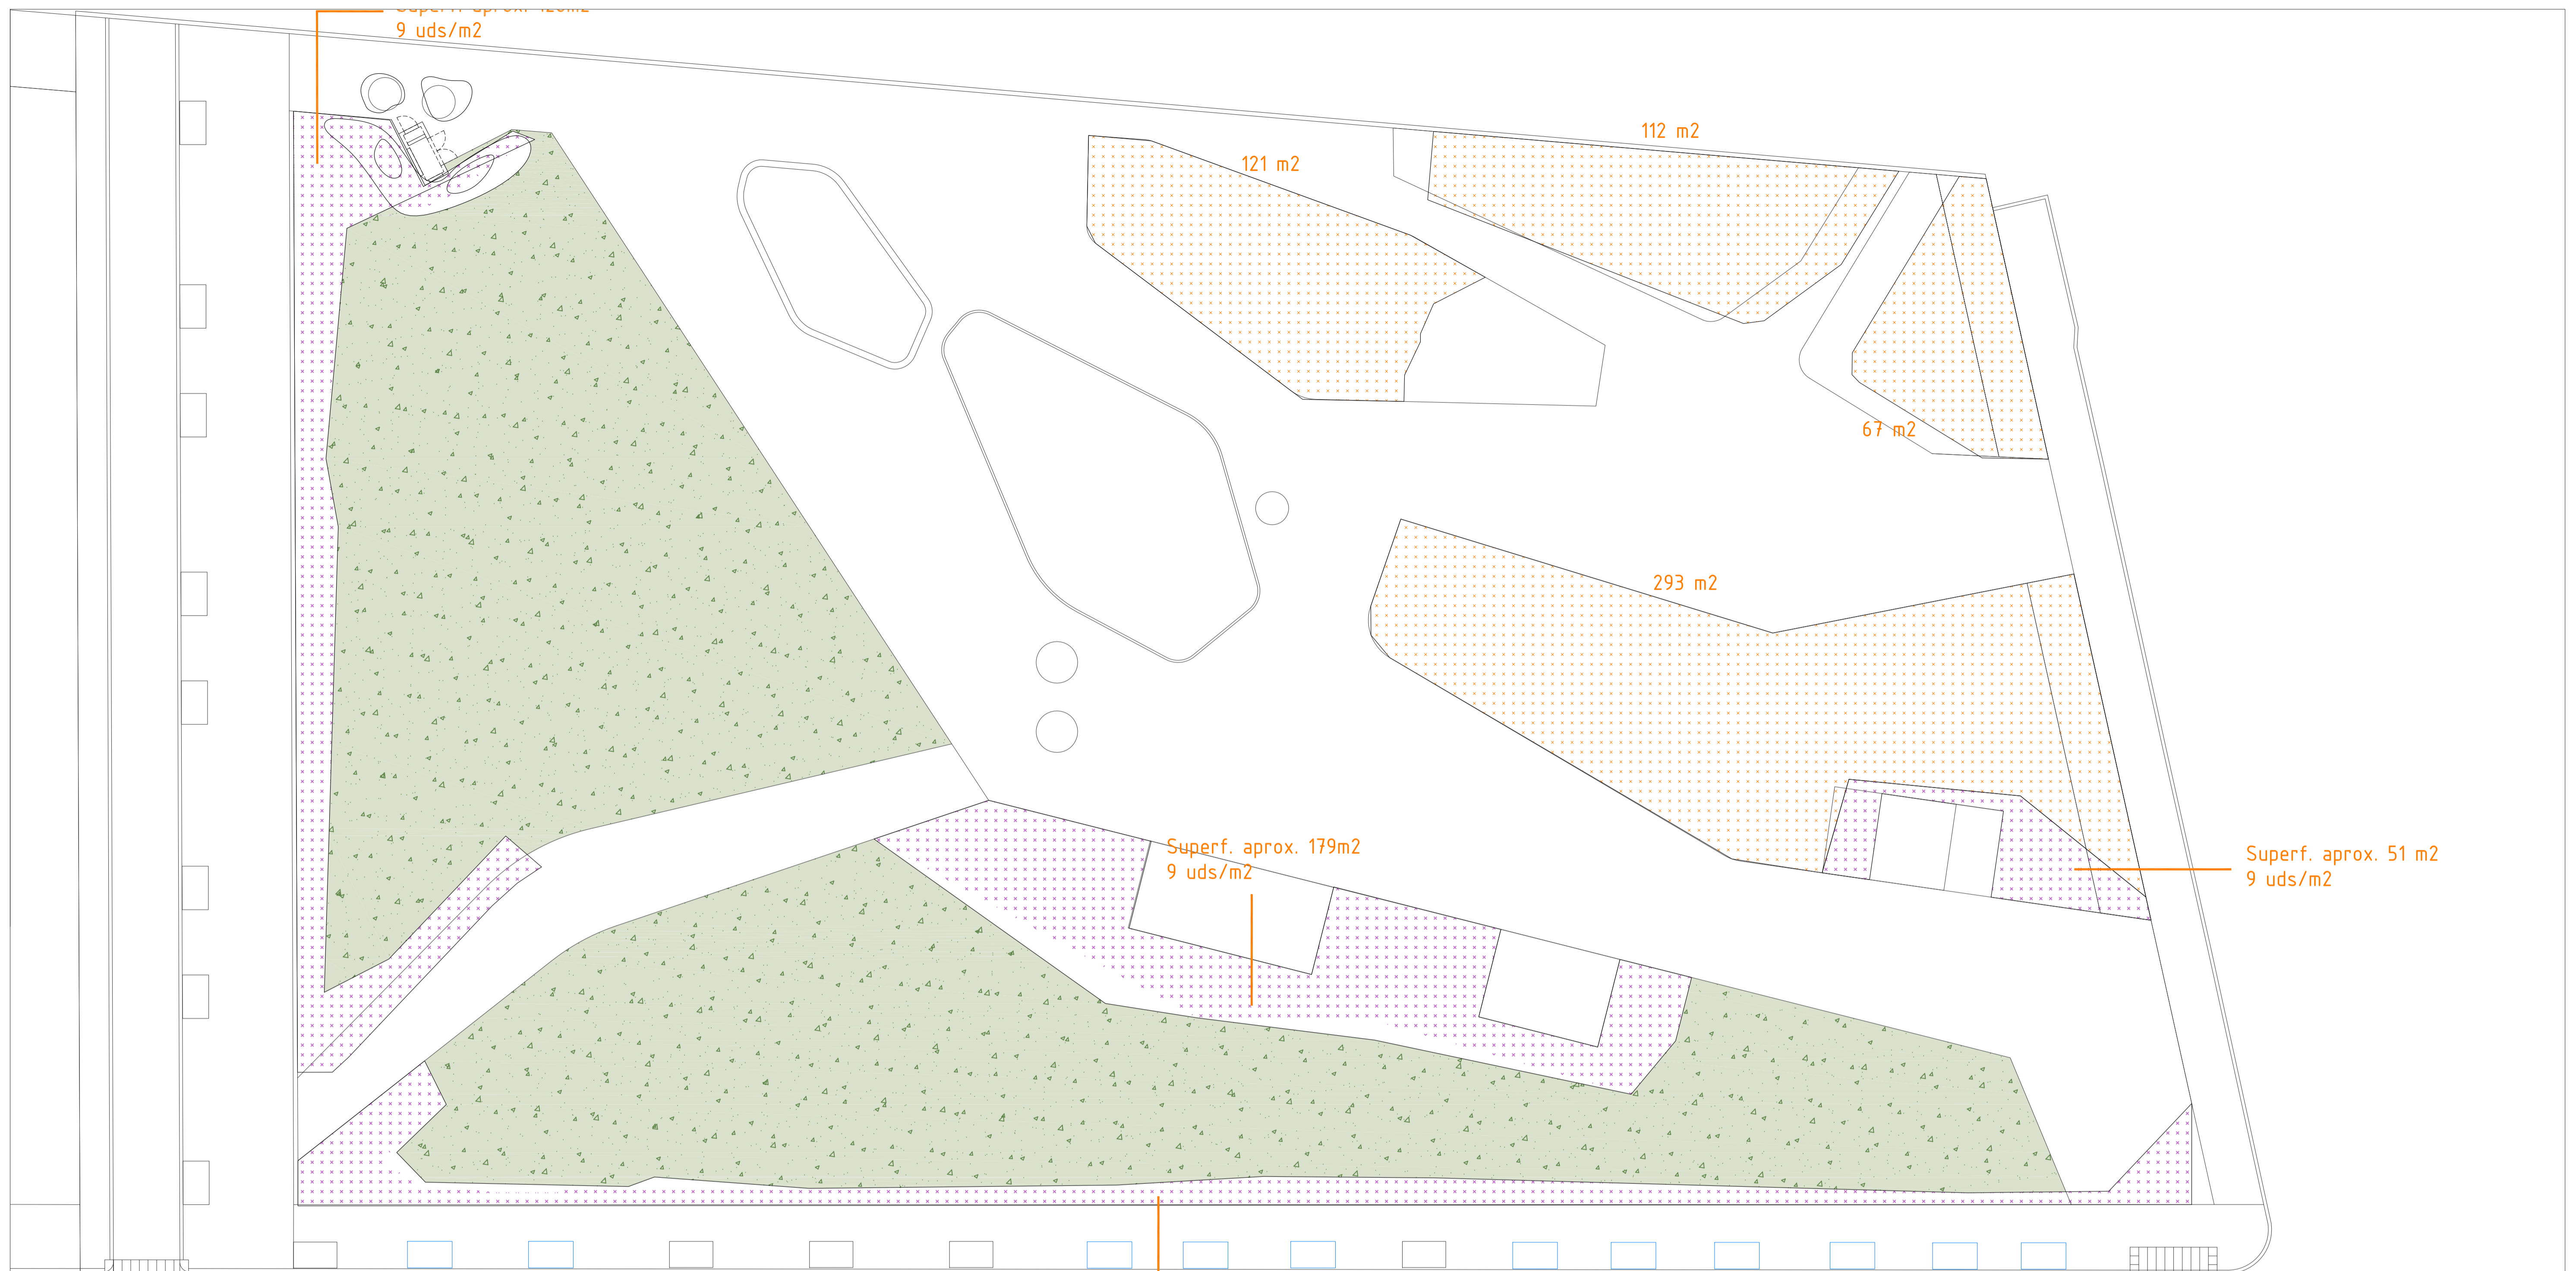 9 uds/m2
112 m2
121 m2
67 m2
293 m2
Superf. aprox. 179m2
9 uds/m2
Superf. aprox. 51 m2
9 uds/m2